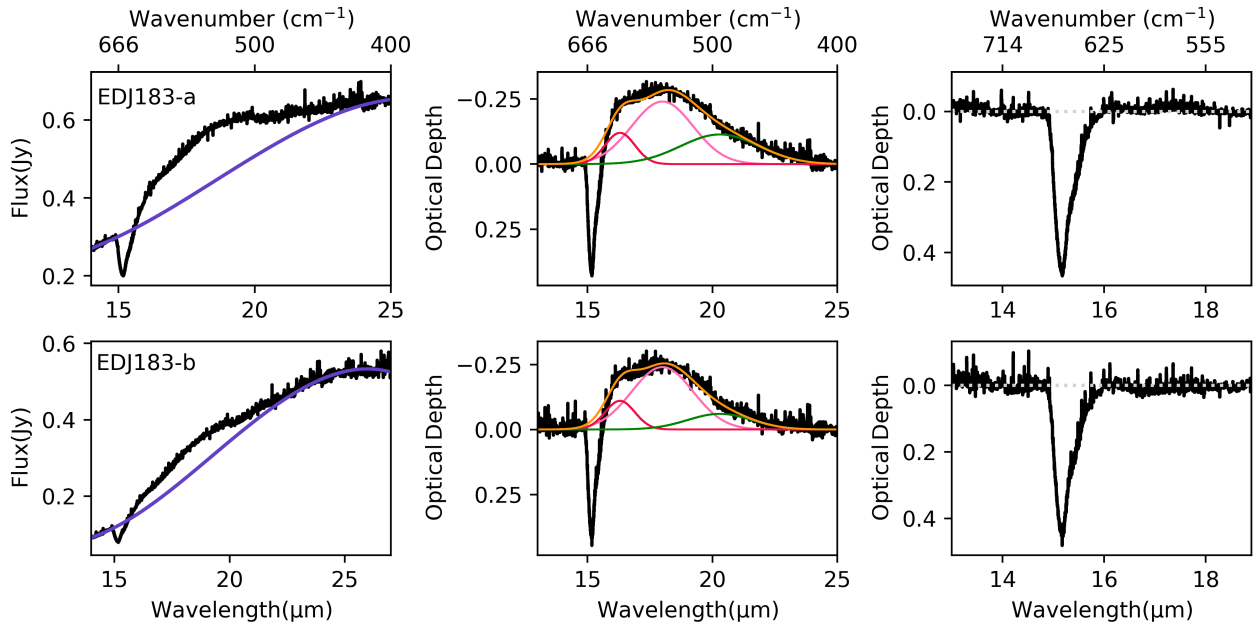 Wavenumber (cm⁻¹) Wavenumber (cm⁻¹) Wavenumber (cm⁻¹)
666 500 400 666 500 400 714 625 555
EDJ183-a
Flux(Jy)
0.6
0.4
0.2
15 20 25
Optical Depth
−0.25
0.00
0.25
15 20 25
Optical Depth
0.0
0.2
0.4
14 16 18
EDJ183-b
Flux(Jy)
0.6
0.4
0.2
15 20 25
Wavelength(μm)
Optical Depth
−0.25
0.00
0.25
15 20 25
Wavelength(μm)
Optical Depth
0.0
0.2
0.4
14 16 18
Wavelength(μm)